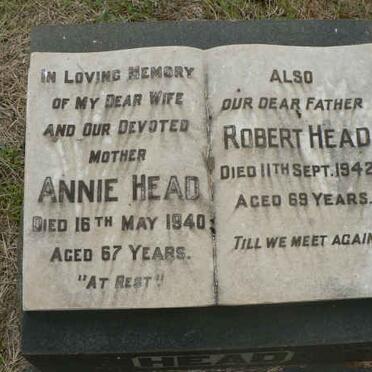 IN LOVING MEMORY
OF MY DEAR WIFE
AND OUR DEVOTED
MOTHER
ANNIE HEAD
DIED 16TH MAY 1940
AGED 67 YEARS.
"AT REST"
ALSO
OUR DEAR FATHER
ROBERT HEAD
DIED 11TH SEPT. 1942
AGED 69 YEARS.
TILL WE MEET AGAIN
HEAD